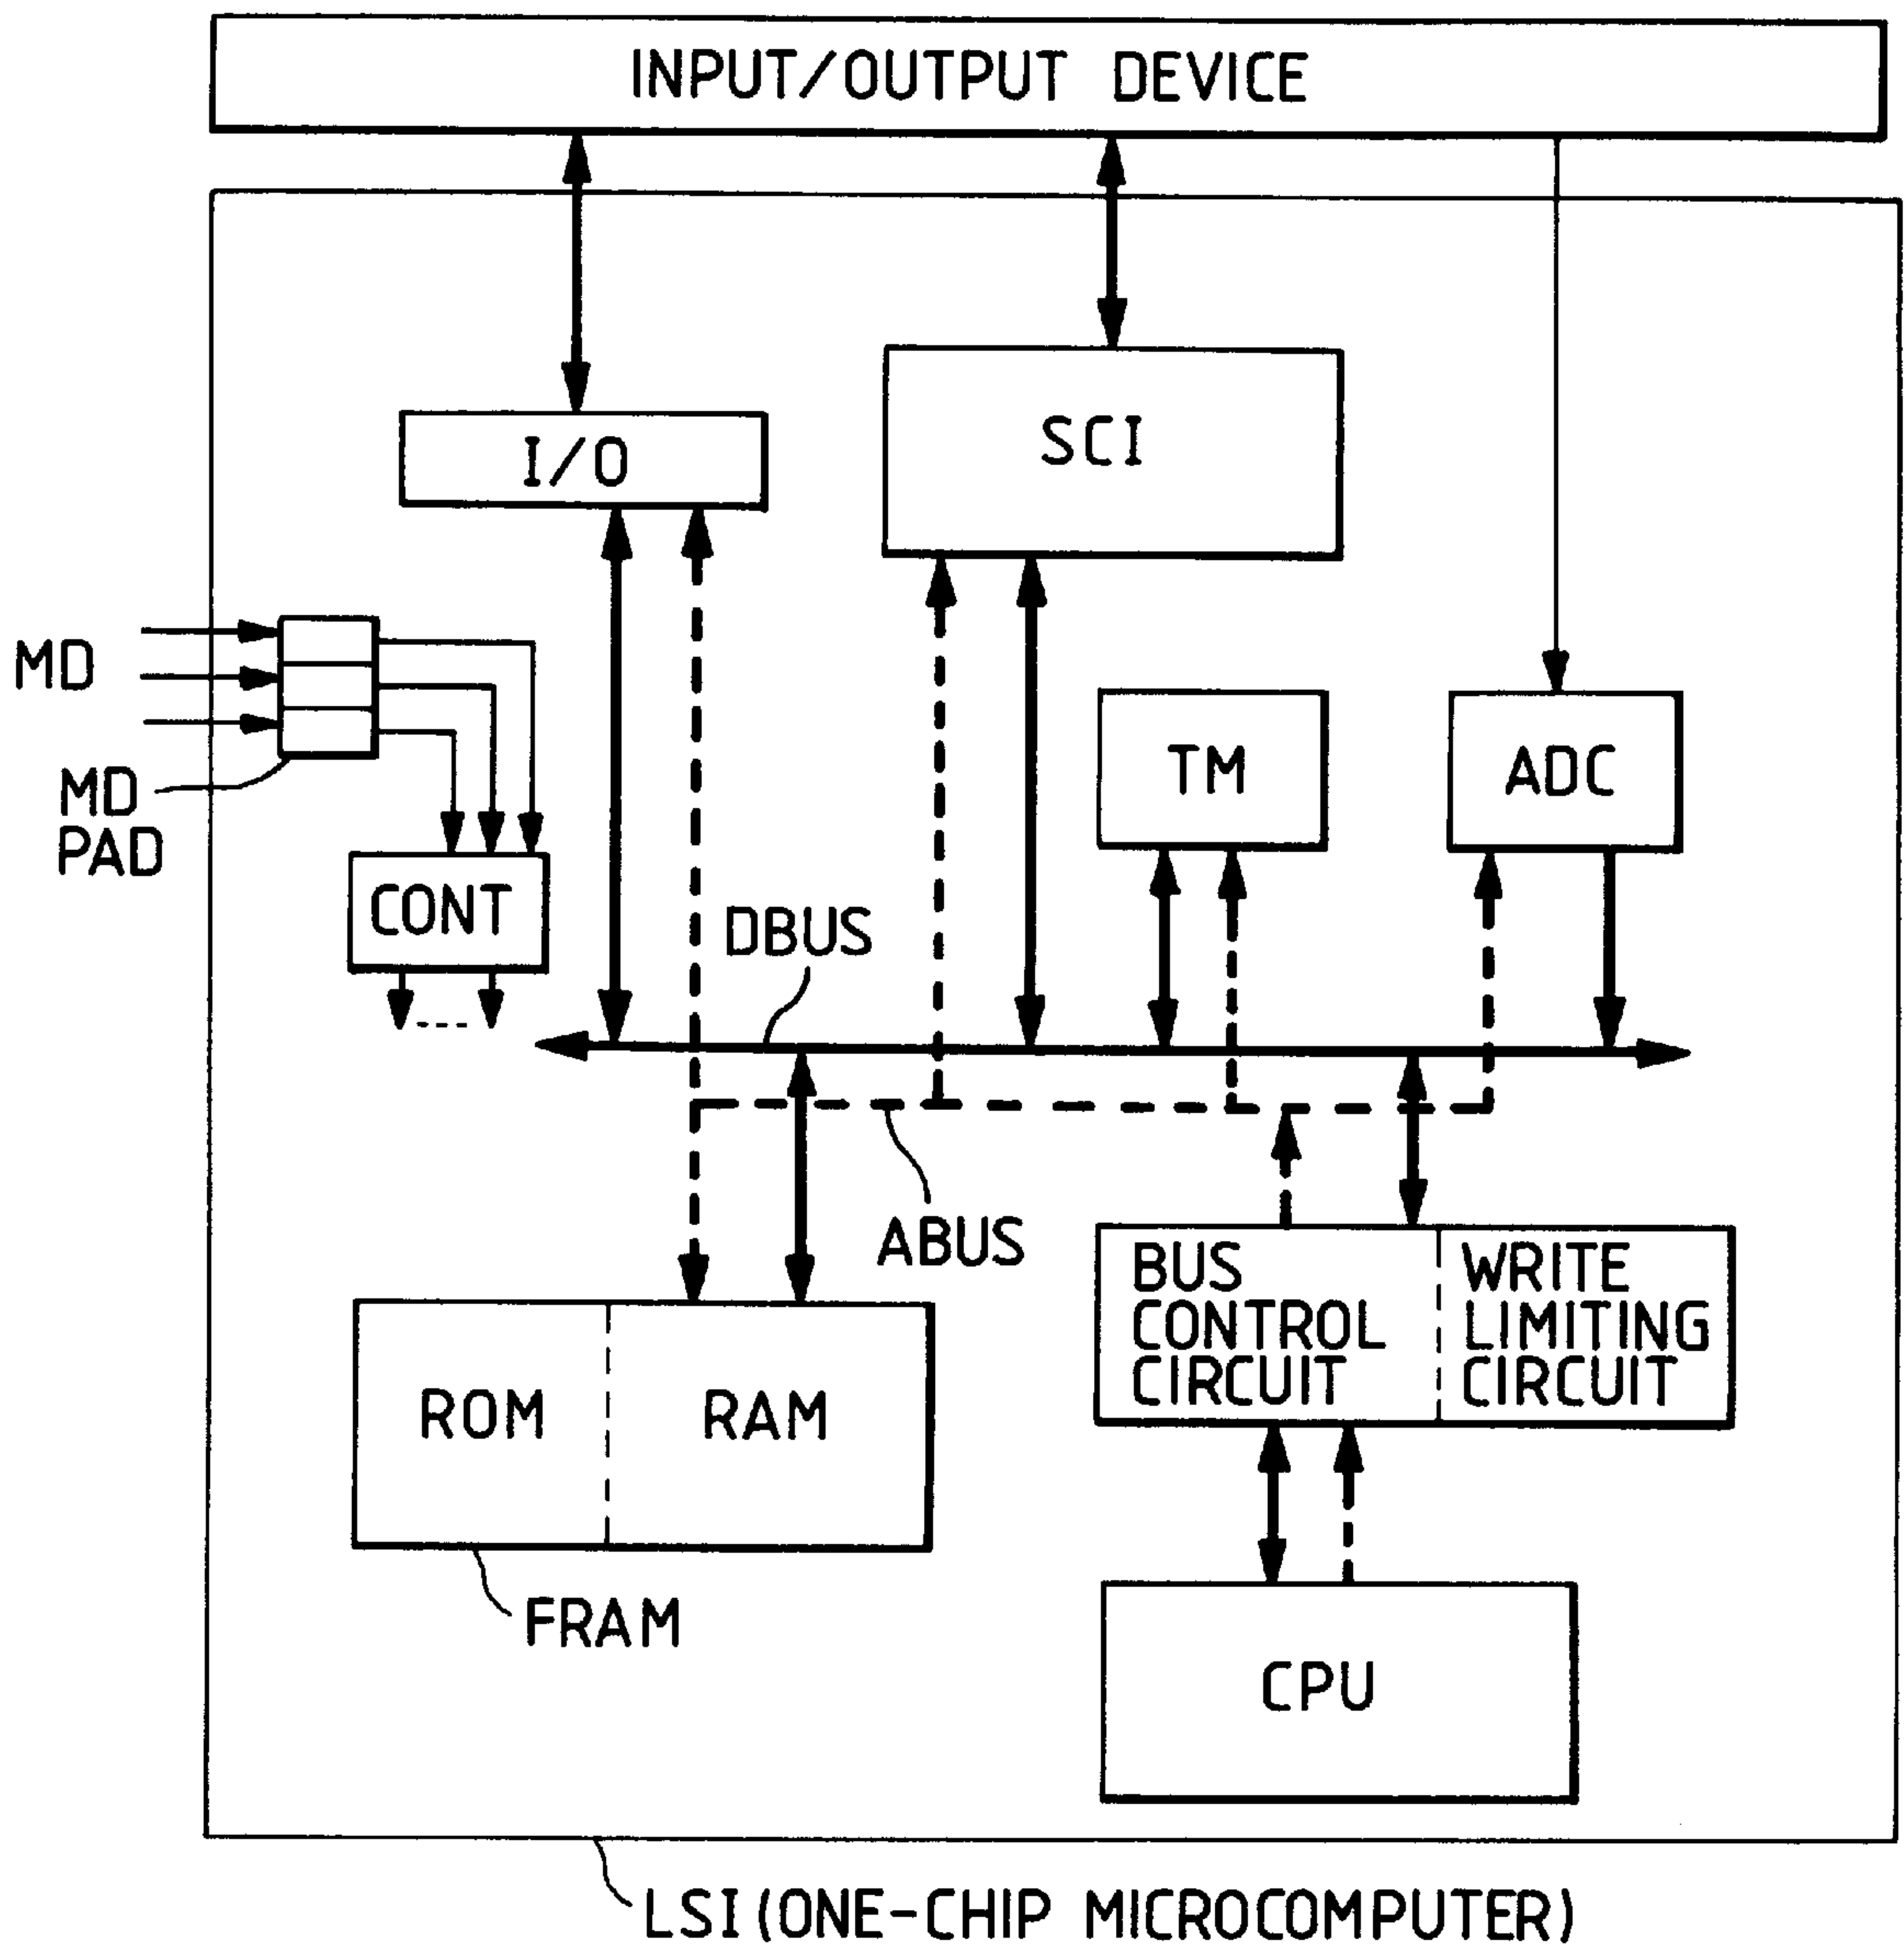 INPUT/OUTPUT DEVICE
I/O
SCI
MD
MD
PAD
TM
ADC
CONT
DBUS
ABUS
BUS
CONTROL
CIRCUIT
WRITE
LIMITING
CIRCUIT
ROM
RAM
FRAM
CPU
LSI (ONE-CHIP MICROCOMPUTER)